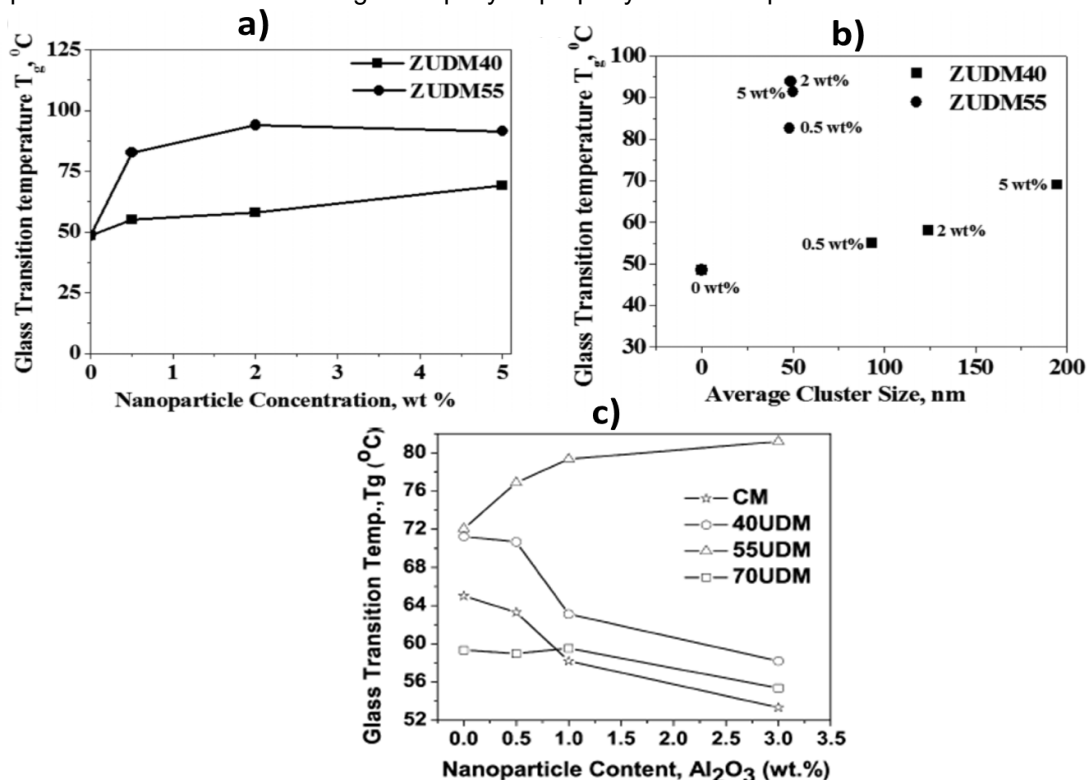 a)
Glass Transition temperature Tg, ⁰C
125
100
75
50
25
0
ZUDM40
ZUDM55
0 1 2 3 4 5
Nanoparticle Concentration, wt %
b)
Glass Transition temperature Tg, ⁰C
100
90
80
70
60
50
40
30
ZUDM40
ZUDM55
2 wt%
5 wt%
0.5 wt%
5 wt%
0.5 wt%
2 wt%
0 wt%
0 50 100 150 200
Average Cluster Size, nm
c)
Glass Transition Temp.,Tg (⁰C)
80
76
72
68
64
60
56
52
CM
40UDM
55UDM
70UDM
0.0 0.5 1.0 1.5 2.0 2.5 3.0 3.5
Nanoparticle Content, Al₂O₃ (wt.%)